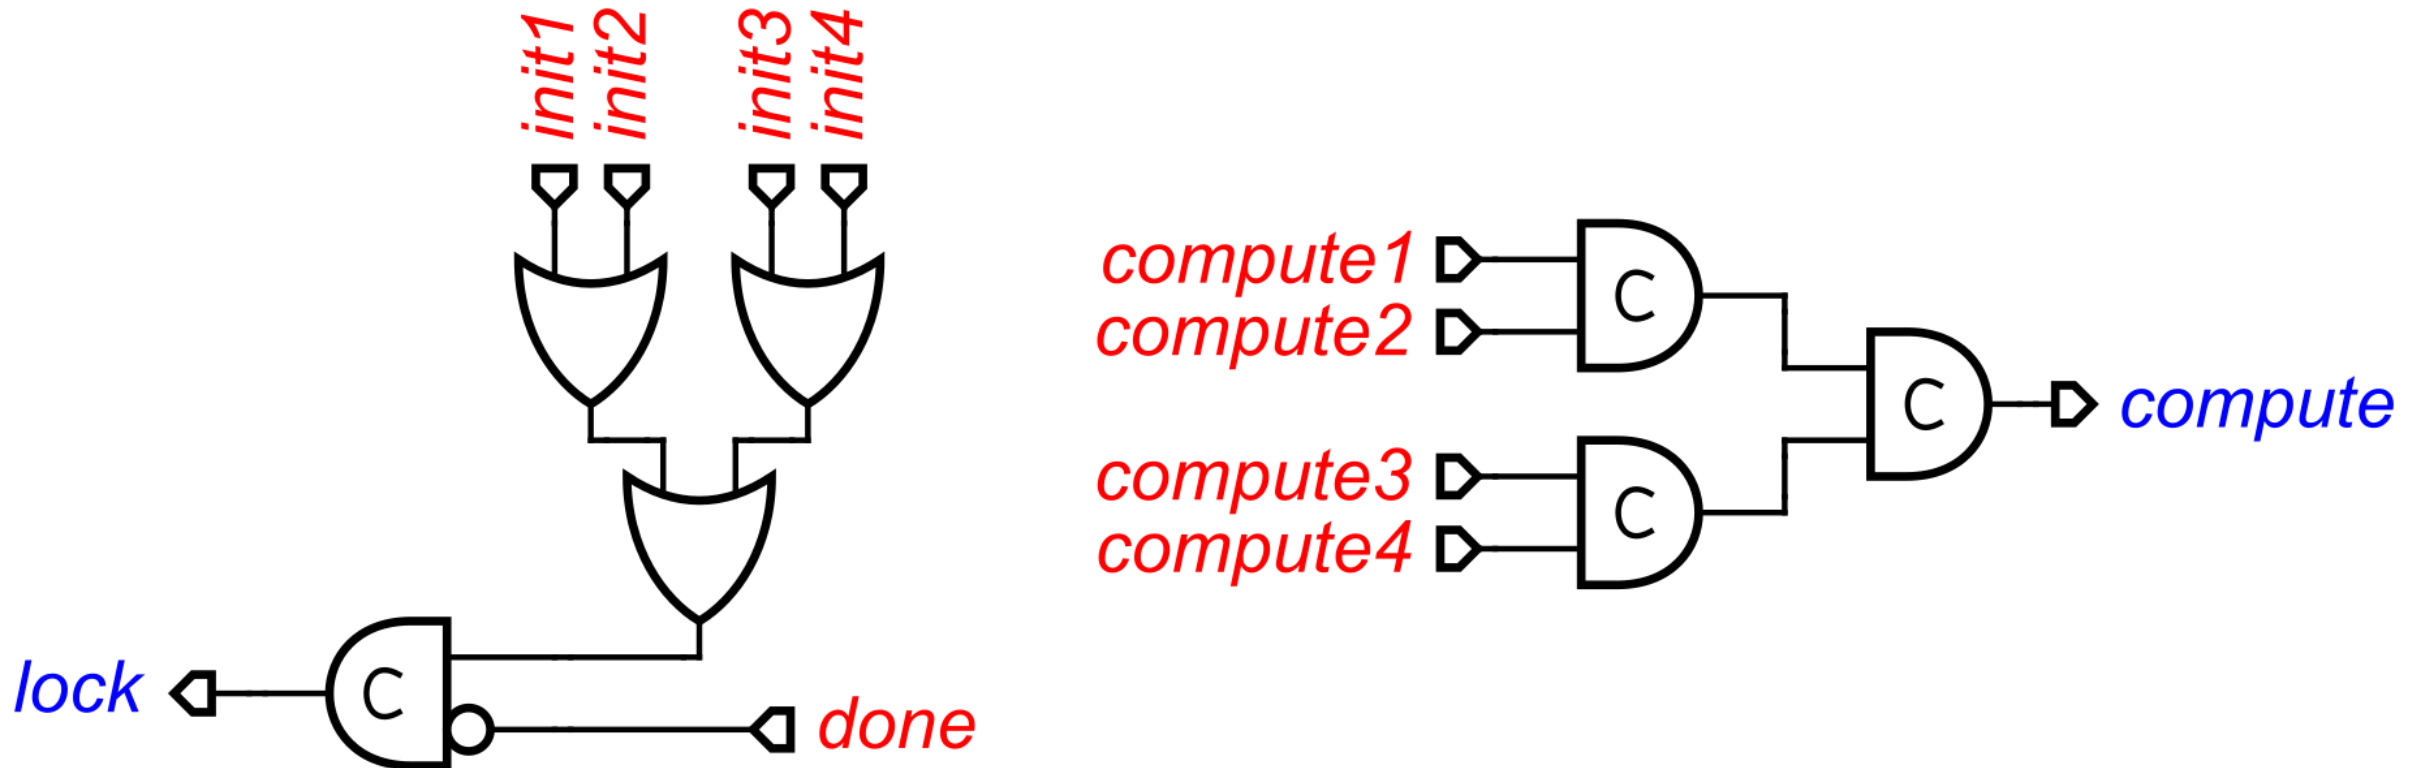 init1
init2
init3
init4
compute1
compute2
C
C
compute
compute3
compute4
C
lock
C
done